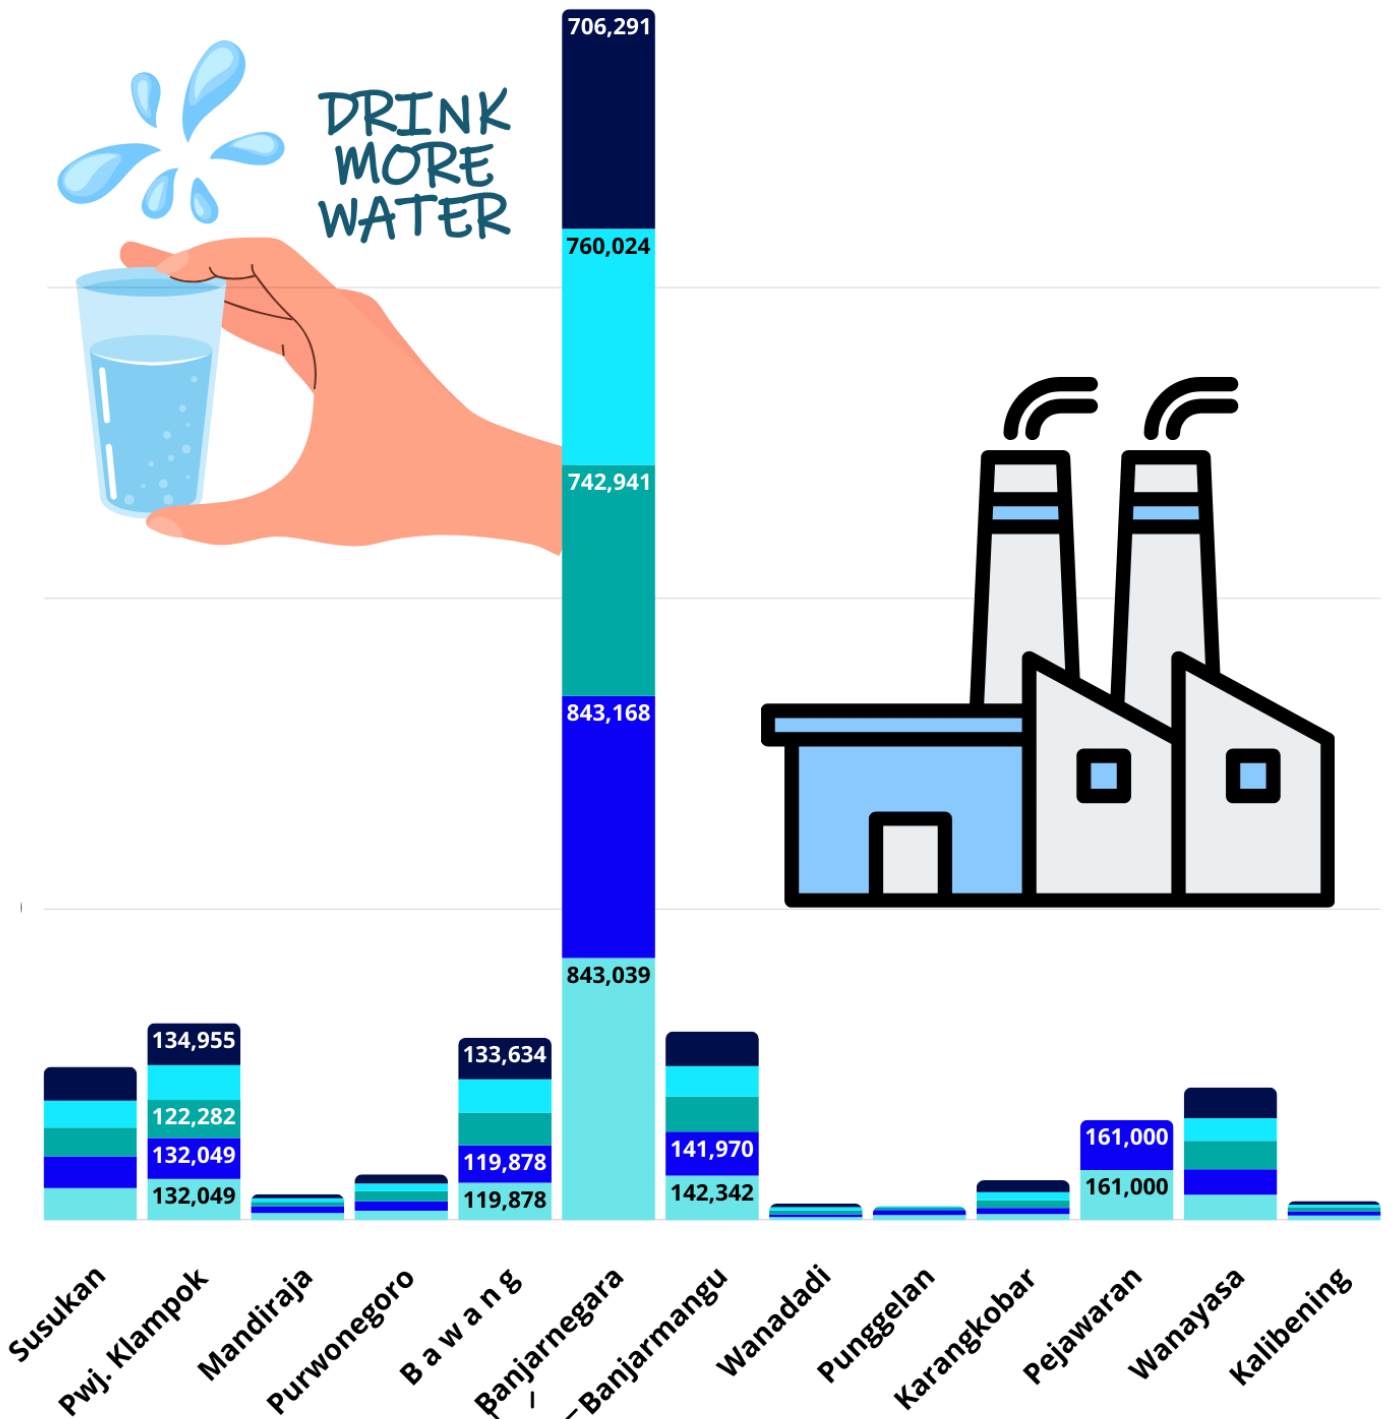 706,291
DRINK
MORE
WATER
760,024
742,941
843,168
843,039
134,955
122,282
132,049
132,049
133,634
119,878
119,878
141,970
142,342
161,000
161,000
Susukan
Pwj. Klampok
Mandiraja
Purwonegoro
B a w a n g
Banjarnegara
Banjarmangu
Wanadadi
Punggelan
Karangkobar
Pejawaran
Wanayasa
Kalibening